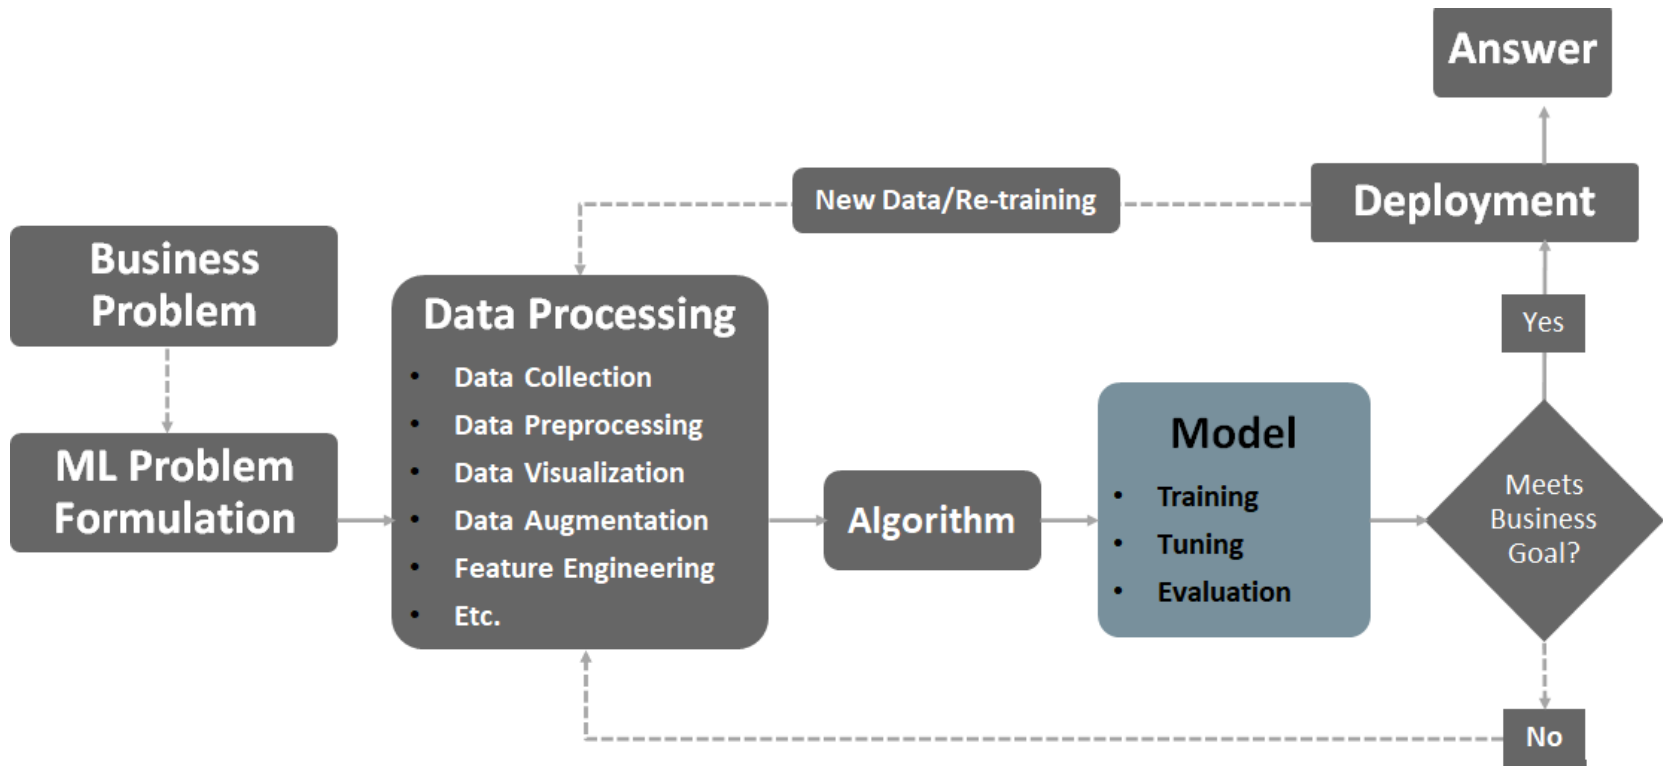 Business
Problem
ML Problem
Formulation
Data Processing
• Data Collection
• Data Preprocessing
• Data Visualization
• Data Augmentation
• Feature Engineering
• Etc.
Algorithm
Model
• Training
• Tuning
• Evaluation
Meets
Business
Goal?
Yes
No
Deployment
New Data/Re-training
Answer